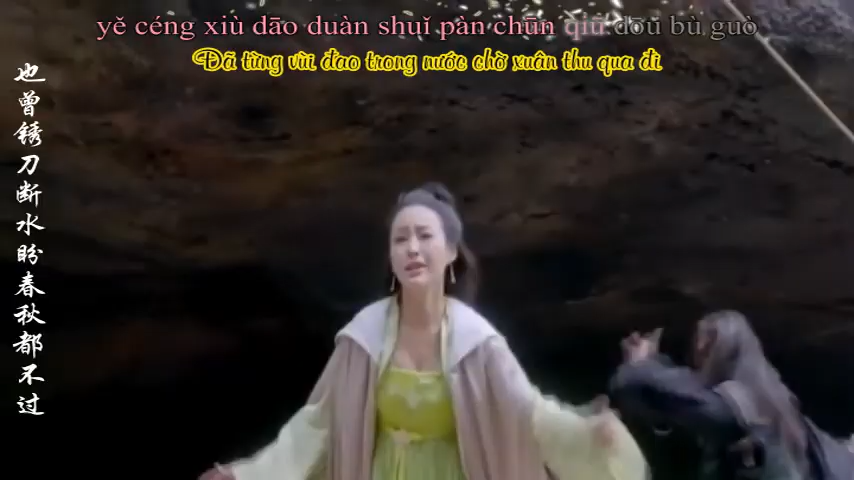 yě céng xiù dāo duàn shuǐ pàn chūn qiū dōu bù guò
Đã từng vùi đao trong nước chờ xuân thu qua đi
也曾锈刀断水盼春秋都不过